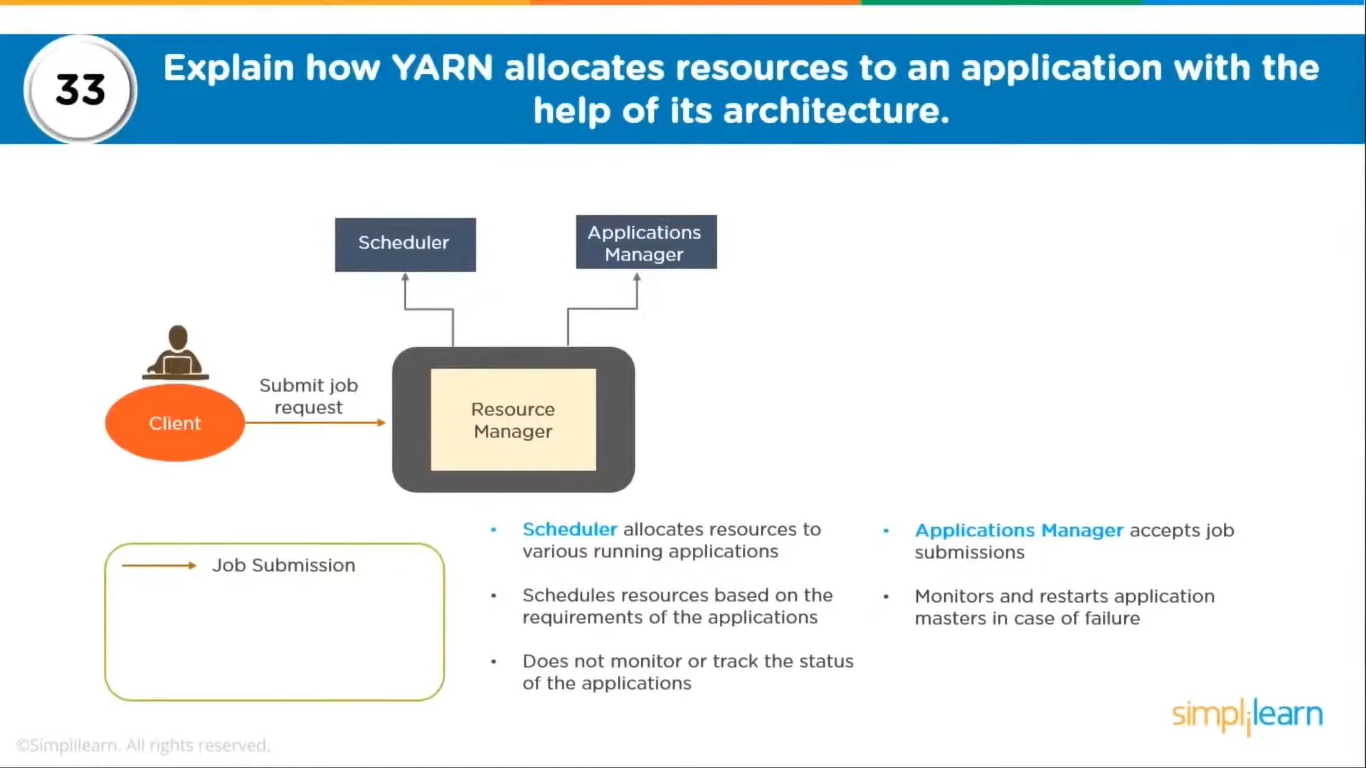 33
Explain how YARN allocates resources to an application with the
help of its architecture.
Scheduler
Applications
Manager
Submit job
request
Client
Resource
Manager
Job Submission
• Scheduler allocates resources to
various running applications
• Schedules resources based on the
requirements of the applications
• Does not monitor or track the status
of the applications
• Applications Manager accepts job
submissions
• Monitors and restarts application
masters in case of failure
simplilearn
©Simplilearn. All rights reserved.